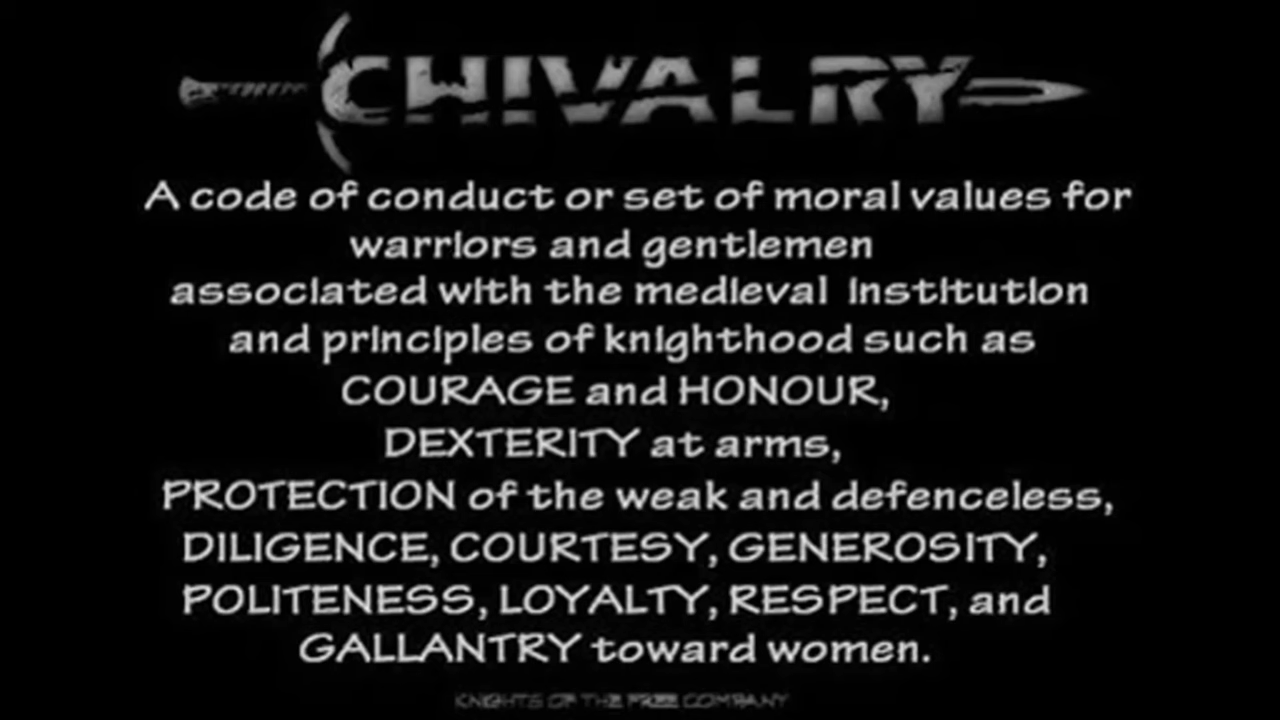 CHIVALRY
A code of conduct or set of moral values for
warriors and gentlemen
associated with the medieval institution
and principles of knighthood such as
COURAGE and HONOUR,
DEXTERITY at arms,
PROTECTION of the weak and defenceless,
DILIGENCE, COURTESY, GENEROSITY,
POLITENESS, LOYALTY, RESPECT, and
GALLANTRY toward women.
KNIGHTS OF THE FREE COMPANY